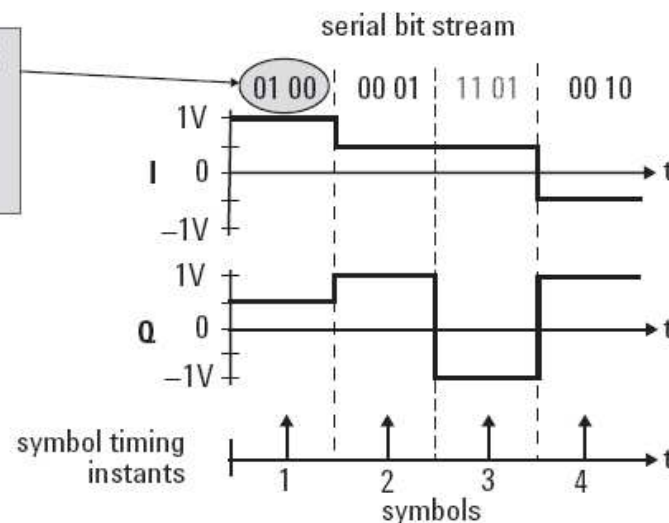 serial bit stream
01 00 00 01 11 01 00 10
1V
I 0 t
–1V
1V
Q 0 t
–1V
symbol timing
instants t
1 2 3 4
symbols